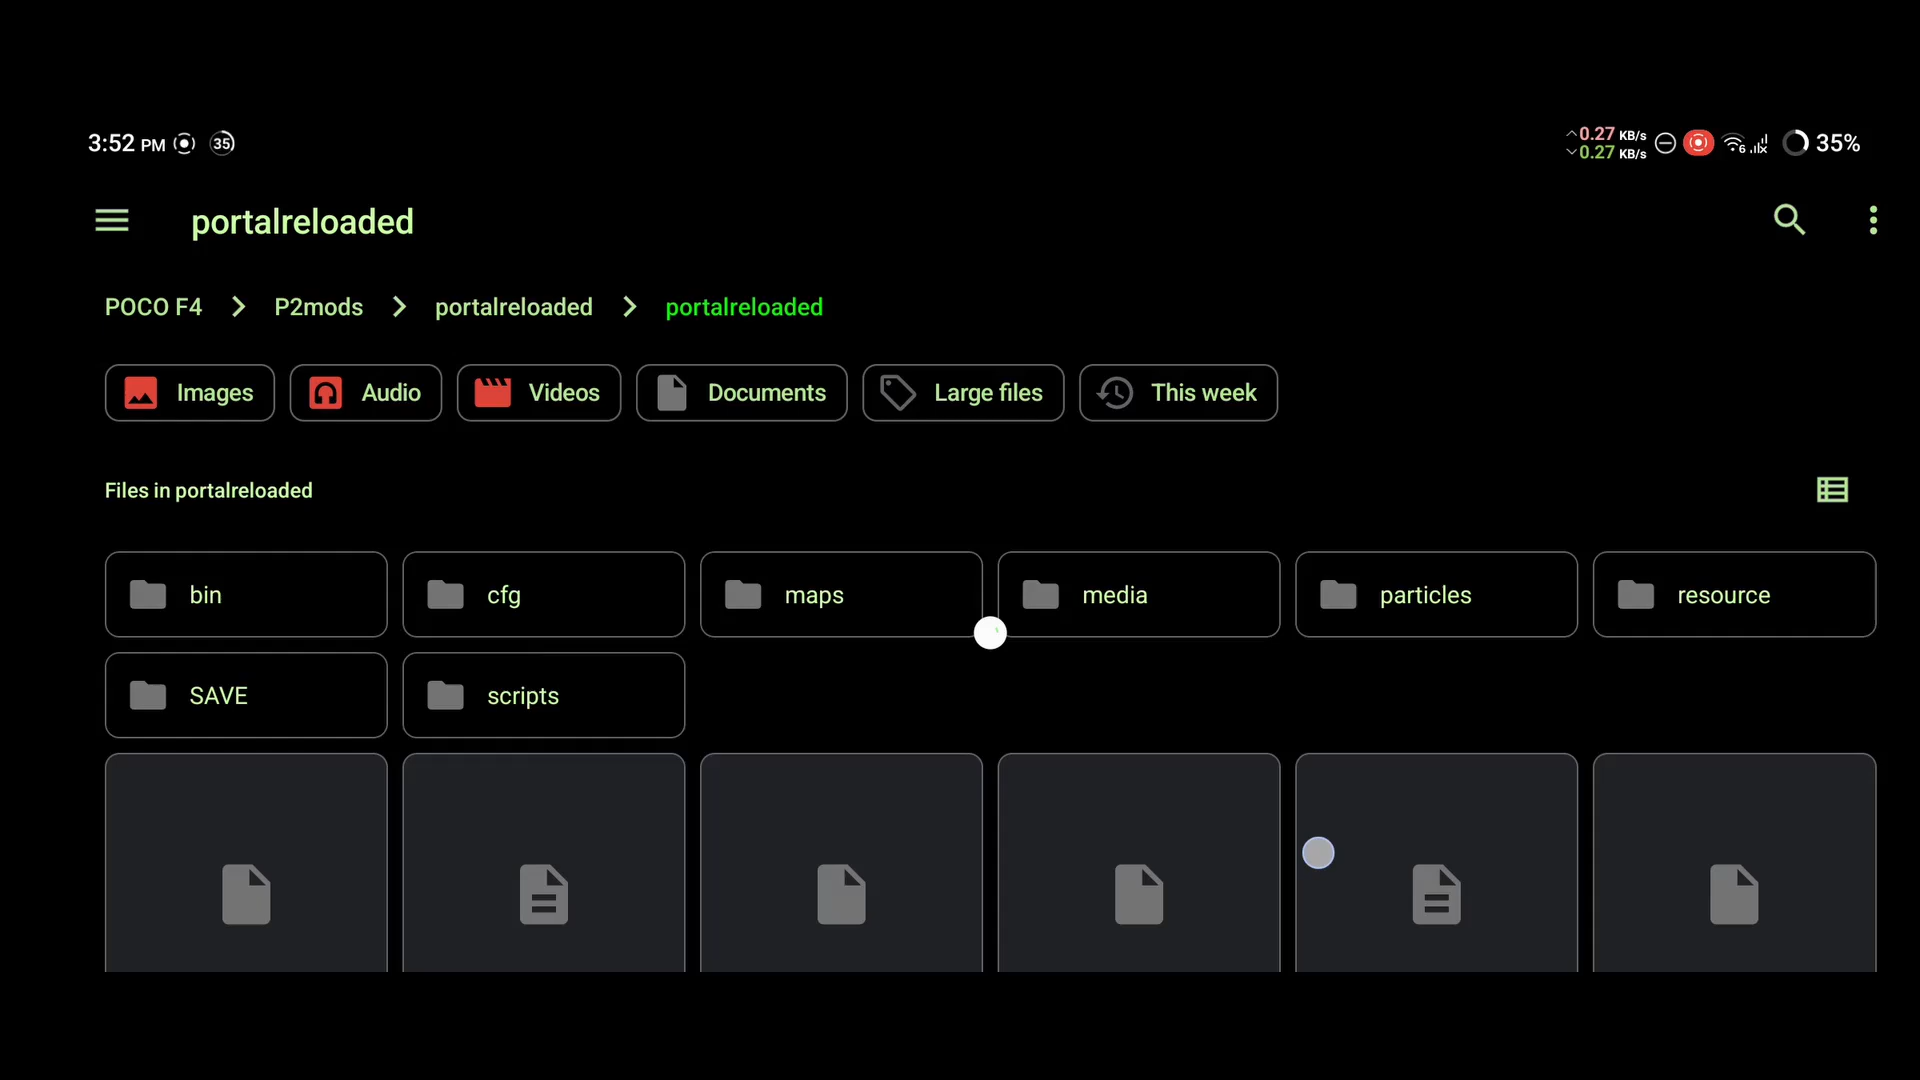 3:52 PM 35 0.27 KB/s 0.27 KB/s 6 35%
portalreloaded
POCO F4 P2mods portalreloaded portalreloaded
Images Audio Videos Documents Large files This week
Files in portalreloaded
bin cfg maps media particles resource
SAVE scripts